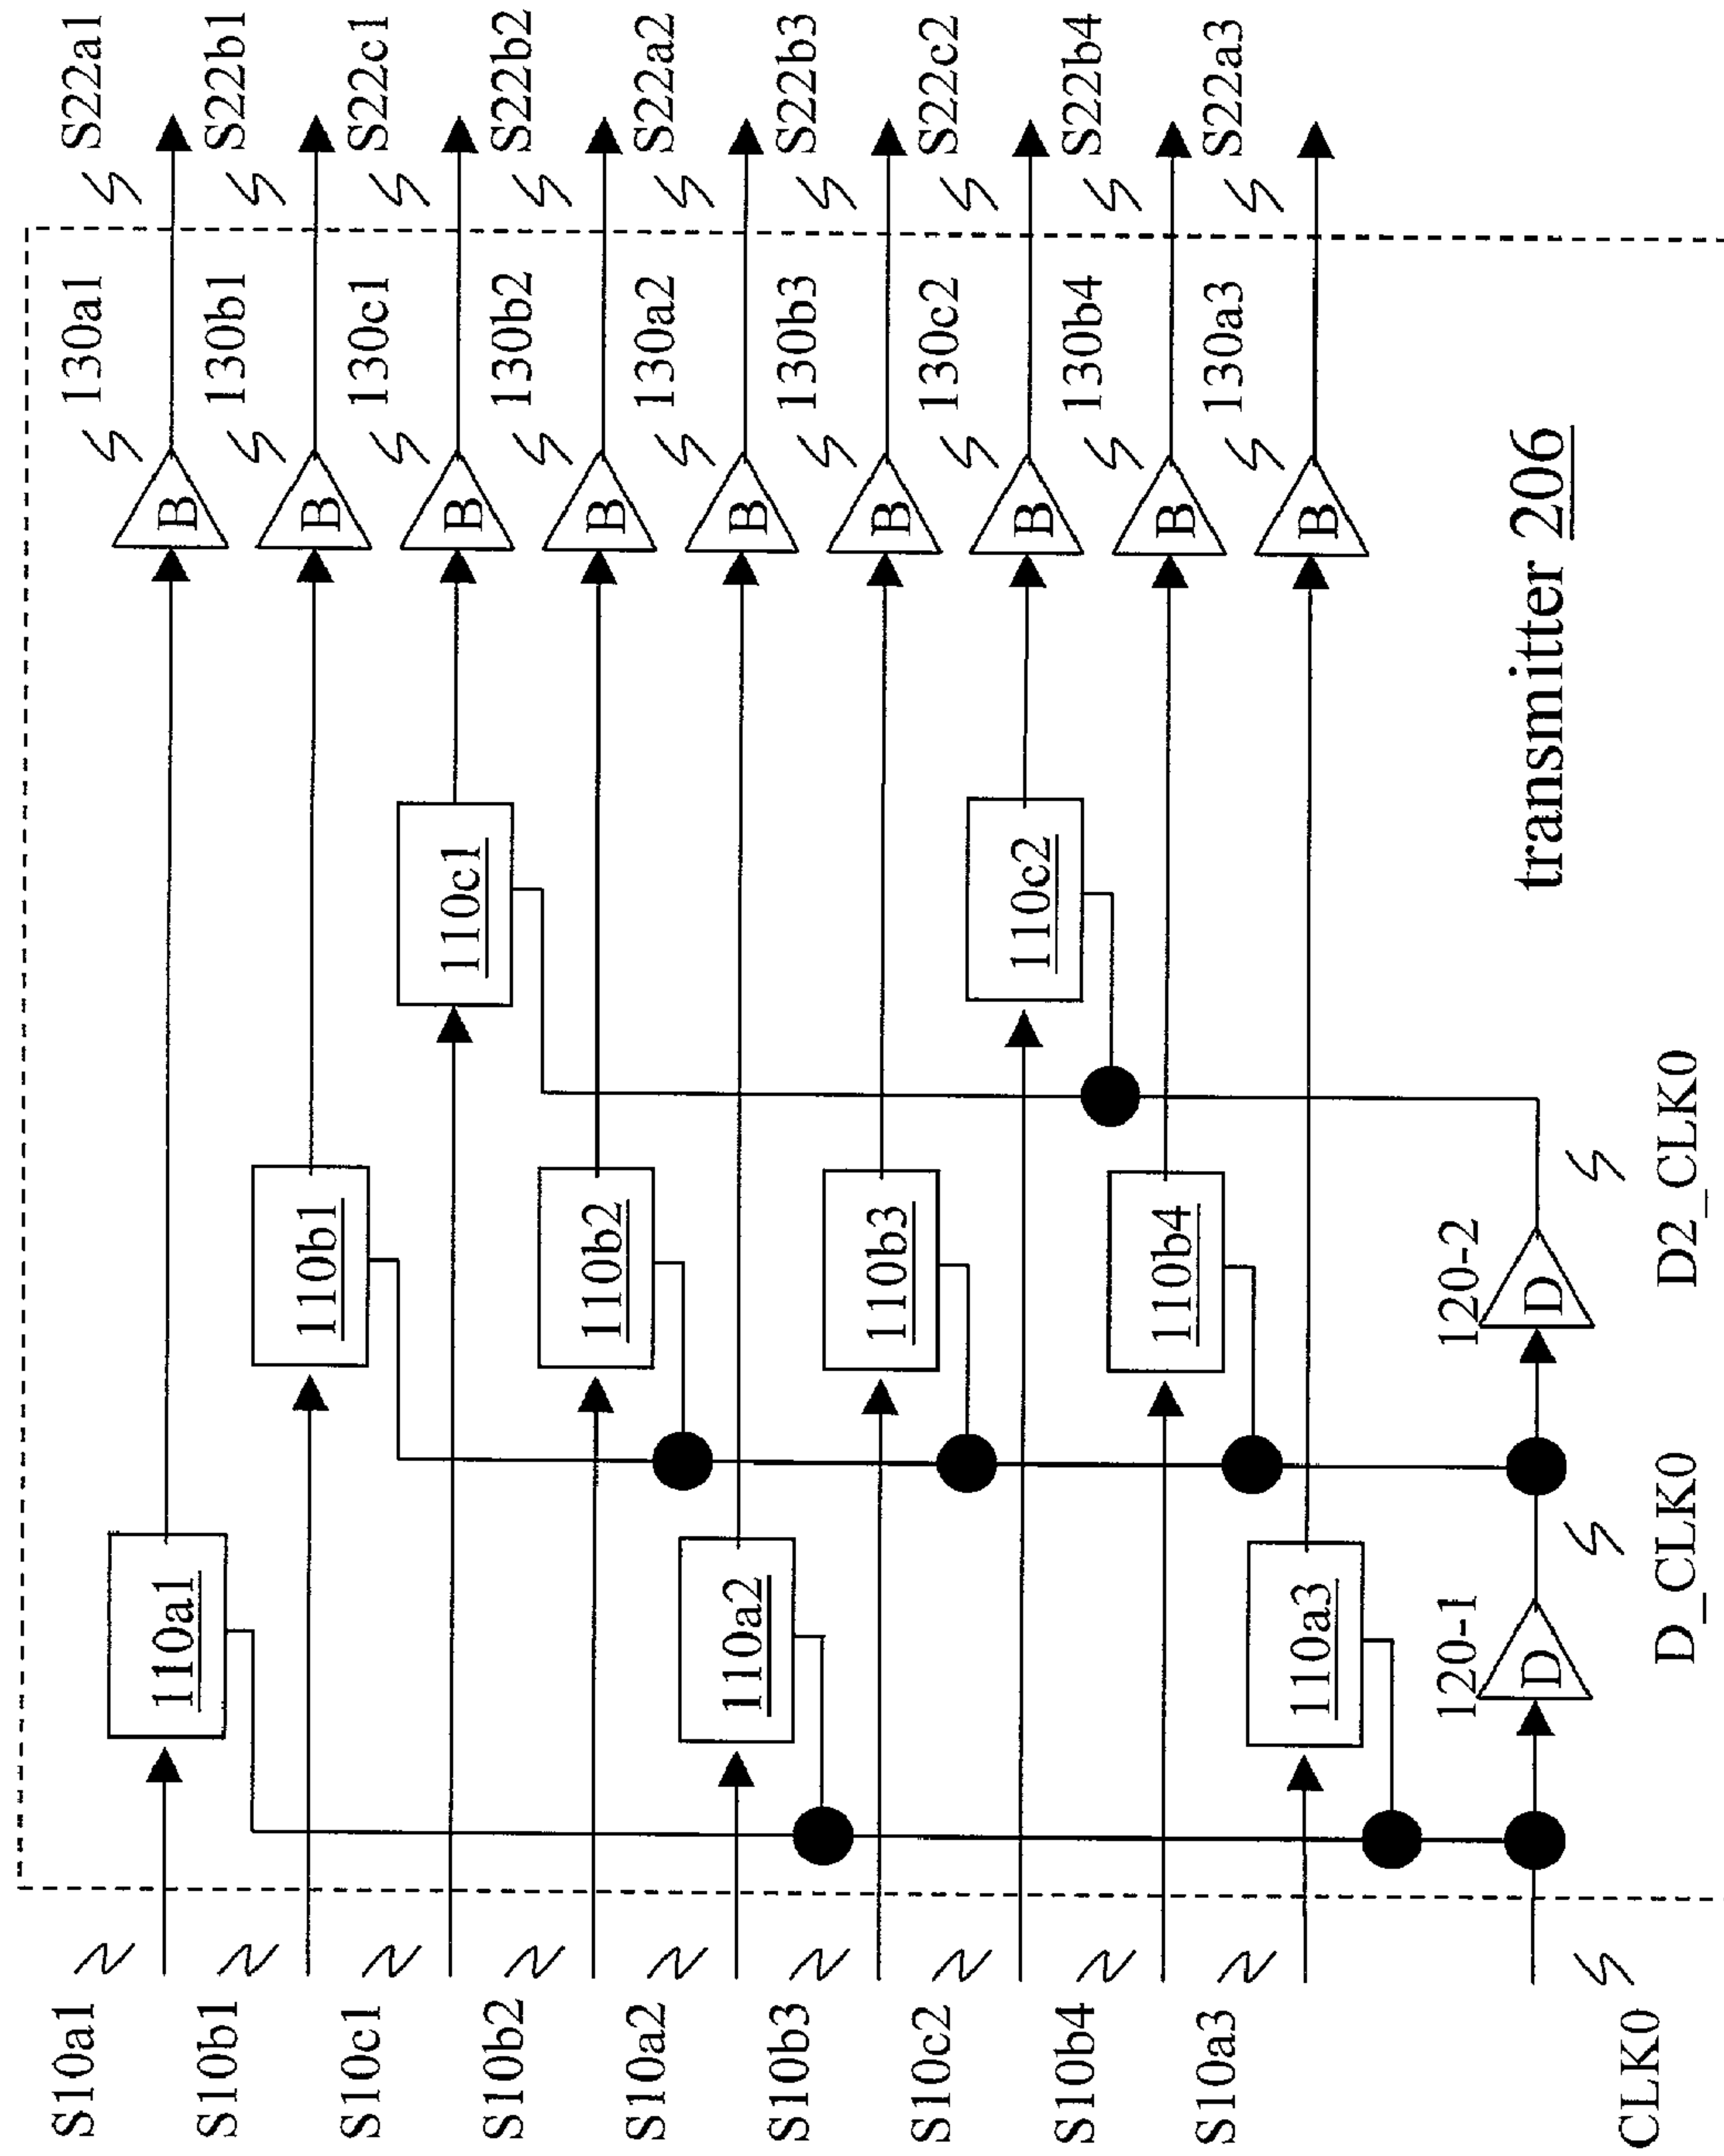 S10a1
S10b1
S10c1
S10b2
S10a2
S10b3
S10c2
S10b4
S10a3
CLK0
110a1
110a2
110a3
120-1
D
D_CLK0
110b1
110b2
110b3
110b4
120-2
D
D2_CLK0
110c1
110c2
transmitter 206
B
B
B
B
B
B
B
B
B
130a1
130b1
130c1
130b2
130a2
130b3
130c2
130b4
130a3
S22a1
S22b1
S22c1
S22b2
S22a2
S22b3
S22c2
S22b4
S22a3